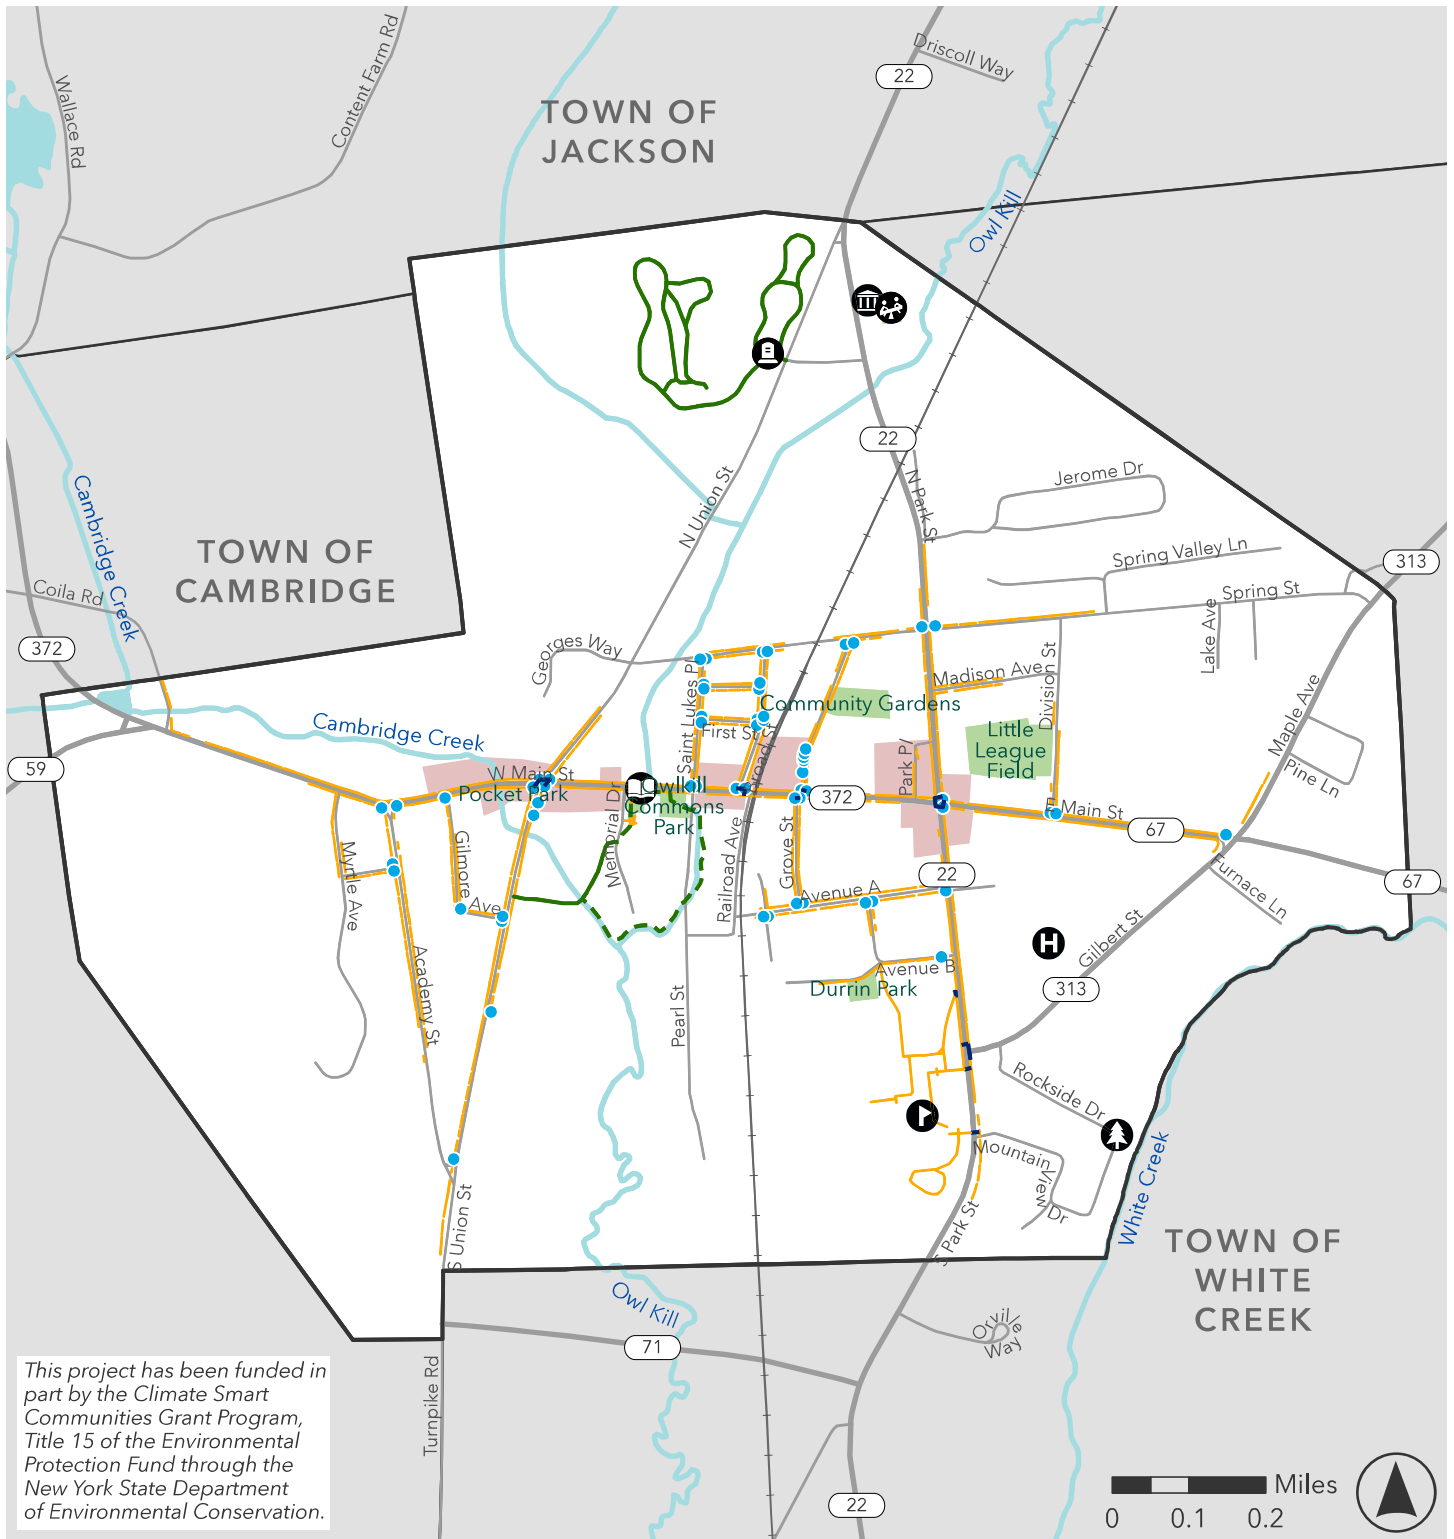 Driscoll Way
22
Wallace Rd
Content Farm Rd
TOWN OF
JACKSON
Owl Kill
22
Jerome Dr
N Park St
N Union St
Cambridge Creek
TOWN OF
CAMBRIDGE
Spring Valley Ln
313
Coila Rd
Spring St
372
Georges Way
Lake Ave
Saint Lukes Pl
Madison Ave
Division St
Community Gardens
Maple Ave
Cambridge Creek
First St
Railroad St
Little
League
Field
Park Pl
59
W Main St
Pocket Park
Pine Ln
Owlkill
Commons
Park
Memorial Dr
372
E Main St
67
Myrtle Ave
Gilmore Ave
Railroad Ave
Grove St
Avenue A
22
Furnace Ln
67
H
Gilbert St
Academy St
Avenue B
Durrin Park
313
Pearl St
Rockside Dr
Mountain
View
Dr
White Creek
S Union St
S Park St
TOWN OF
WHITE
CREEK
Owl Kill
71
Orville
Way
Turnpike Rd
This project has been funded in
part by the Climate Smart
Communities Grant Program,
Title 15 of the Environmental
Protection Fund through the
New York State Department
of Environmental Conservation.
22
Miles
0 0.1 0.2